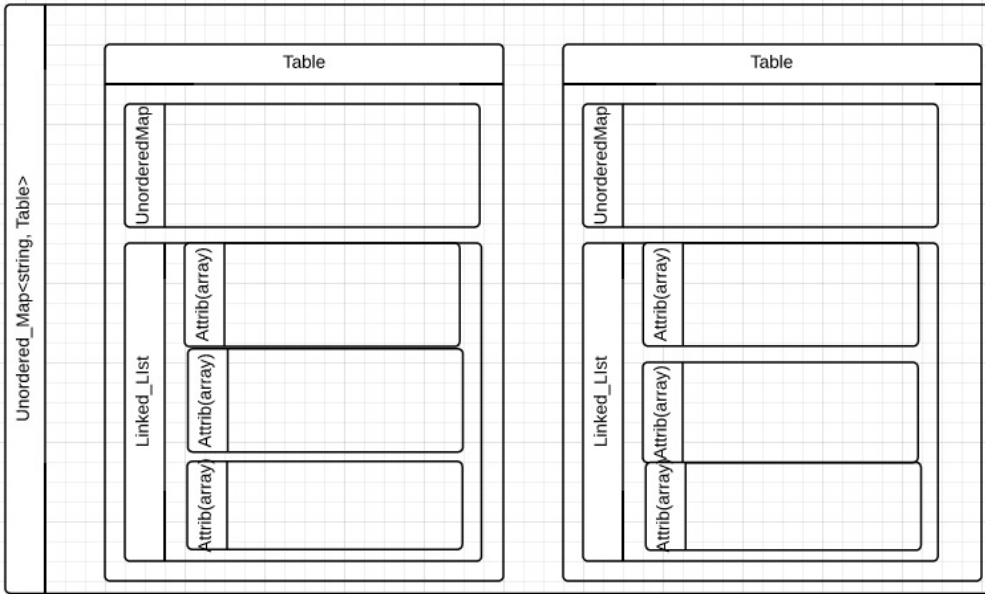 Unordered_Map<string, Table>
Table
UnorderedMap
Linked_LIst
Attrib(array)
Attrib(array)
Attrib(array)
Table
UnorderedMap
Linked_LIst
Attrib(array)
Attrib(array)
Attrib(array)